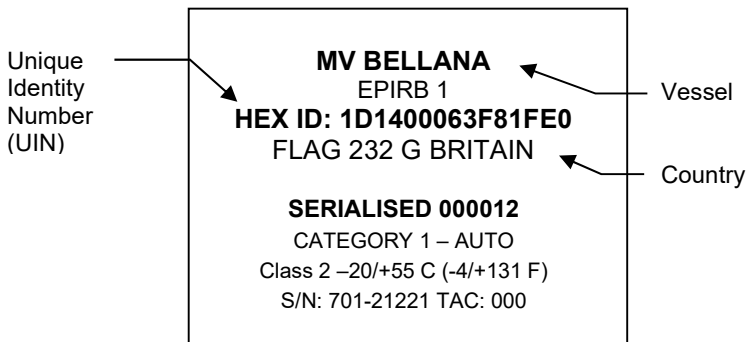 Unique
Identity
Number
(UIN)
MV BELLANA
EPIRB 1
HEX ID: 1D1400063F81FE0
FLAG 232 G BRITAIN
SERIALISED 000012
CATEGORY 1 – AUTO
Class 2 –20/+55 C (-4/+131 F)
S/N: 701-21221 TAC: 000
Vessel
Country